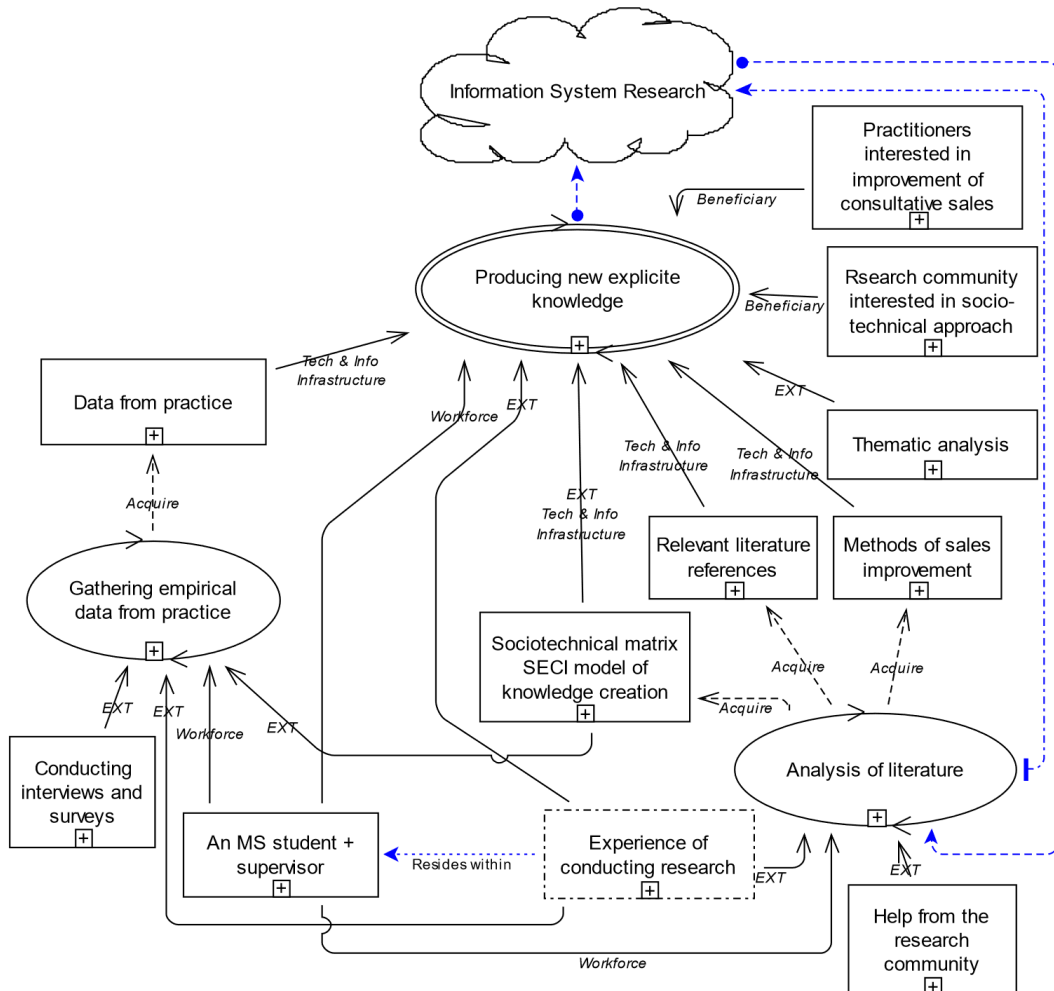 Information System Research
Practitioners
interested in
improvement of
consultative sales
+
Beneficiary
Producing new explicite
knowledge
+
Rsearch community
interested in socio-
technical approach
+
Beneficiary
Tech & Info
Infrastructure
Data from practice
+
Workforce
EXT
EXT
Thematic analysis
+
Tech & Info
Infrastructure
Tech & Info
Infrastructure
EXT
Tech & Info
Infrastructure
Acquire
Relevant literature
references
+
Methods of sales
improvement
+
Gathering empirical
data from practice
+
Sociotechnical matrix
SECI model of
knowledge creation
+
Acquire
Acquire
Acquire
EXT
EXT
Workforce
EXT
Conducting
interviews and
surveys
+
Analysis of literature
+
An MS student +
supervisor
+
Resides within
Experience of
conducting research
+
EXT
EXT
Help from the
research
community
+
Workforce